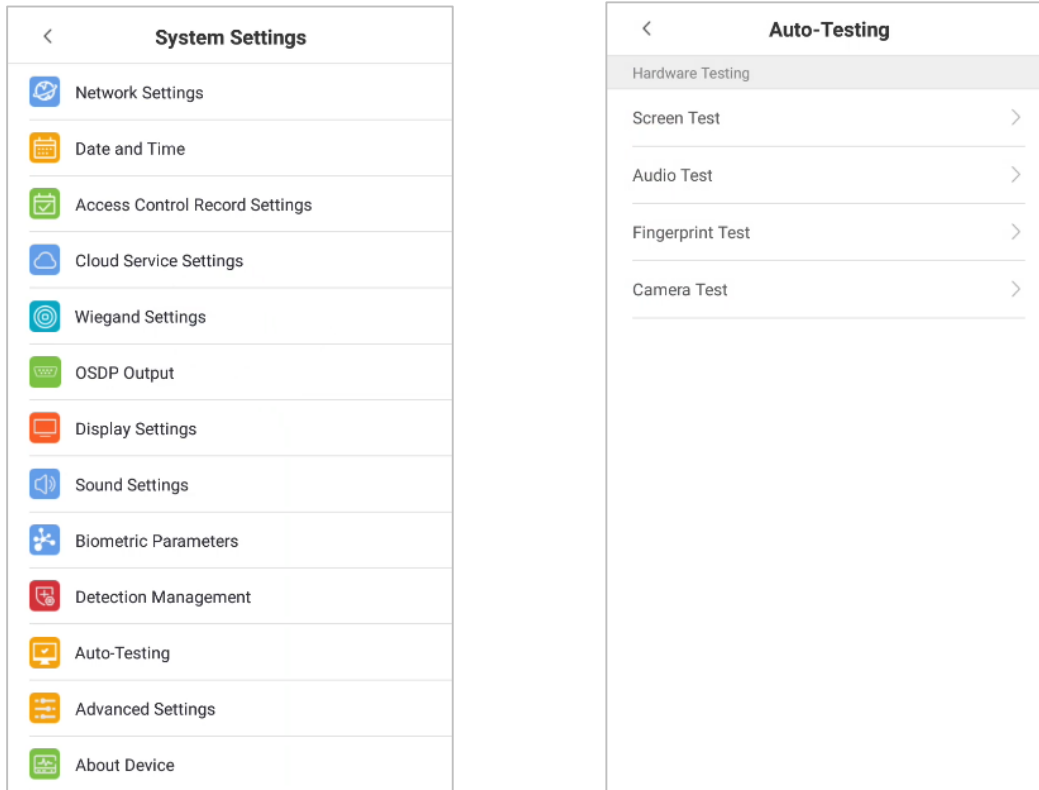 System Settings
Network Settings
Date and Time
Access Control Record Settings
Cloud Service Settings
Wiegand Settings
OSDP Output
Display Settings
Sound Settings
Biometric Parameters
Detection Management
Auto-Testing
Advanced Settings
About Device
Auto-Testing
Hardware Testing
Screen Test
Audio Test
Fingerprint Test
Camera Test